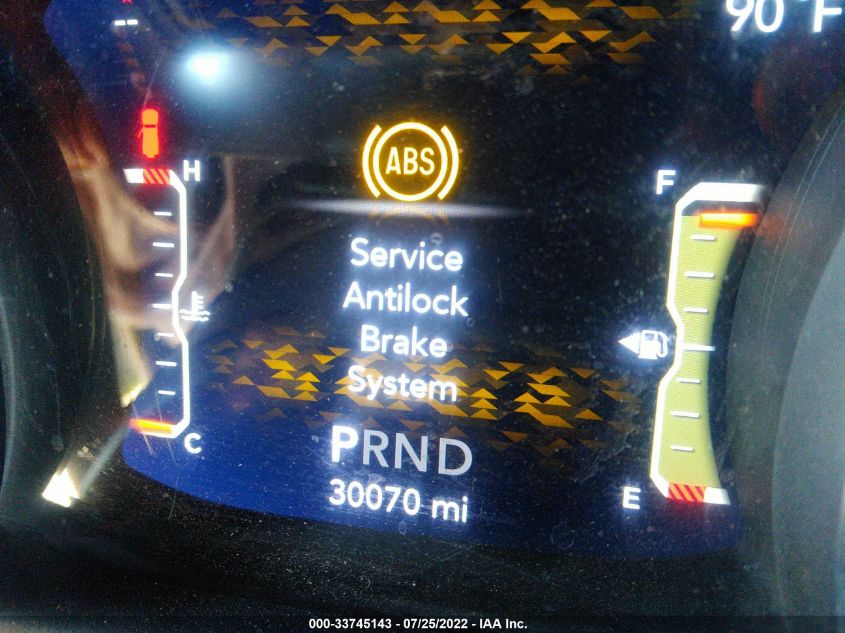 90 °F
ABS
H
F
Service
Antilock
Brake
System
C
E
PRND
30070 mi
000-33745143 - 07/25/2022 - IAA Inc.